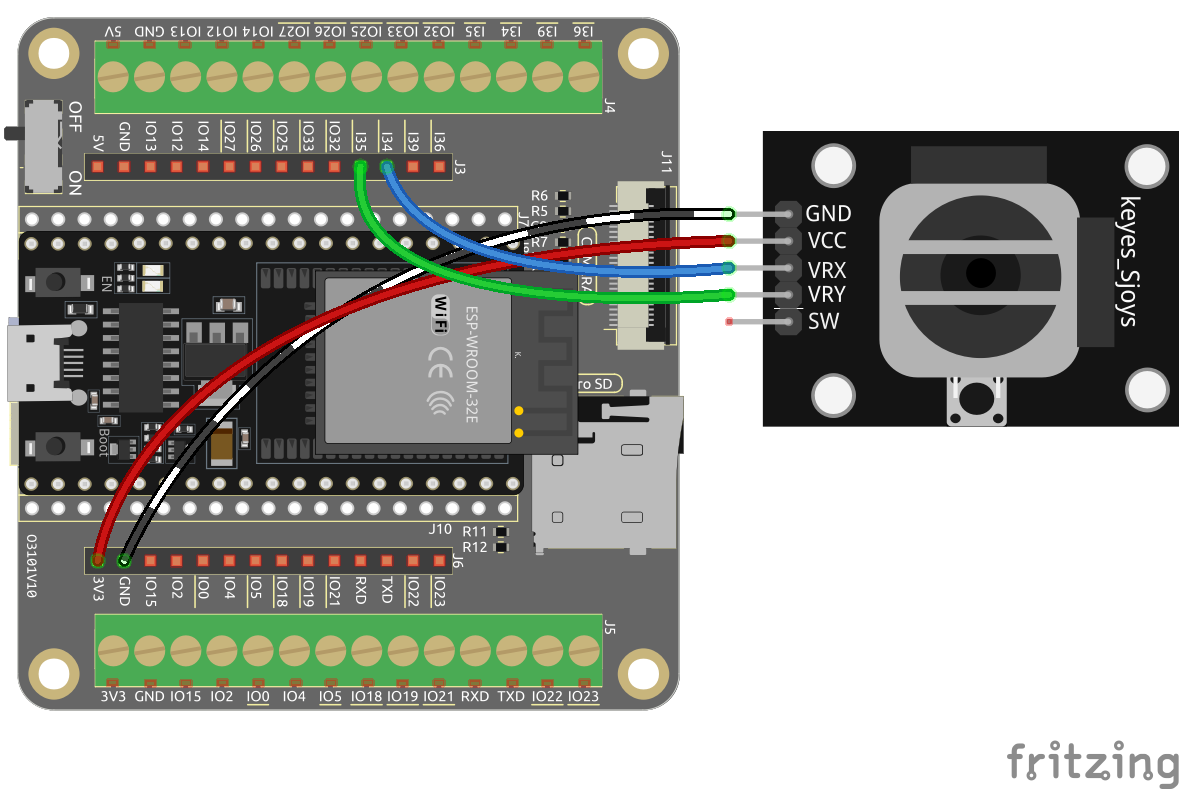 5V GND IO13 IO12 IO14 IO27 IO26 IO25 IO33 IO32 I35 I34 I39 I36
J4
OFF
ON
5V GND IO13 IO12 IO14 IO27 IO26 IO25 IO33 IO32 I35 I34 I39 I36
J3
J11
R6
R5
R7
EN
WiFi
ESP-WROOM-32E
CE
Boot
ro SD
GND
VCC
VRX
VRY
SW
keyes_Sjoys
J10
R11
R12
O3101V10
J6
3V3 GND IO15 IO2 IO0 IO4 IO5 IO18 IO19 IO21 RXD TXD IO22 IO23
J5
3V3 GND IO15 IO2 IO0 IO4 IO5 IO18 IO19 IO21 RXD TXD IO22 IO23
fritzing